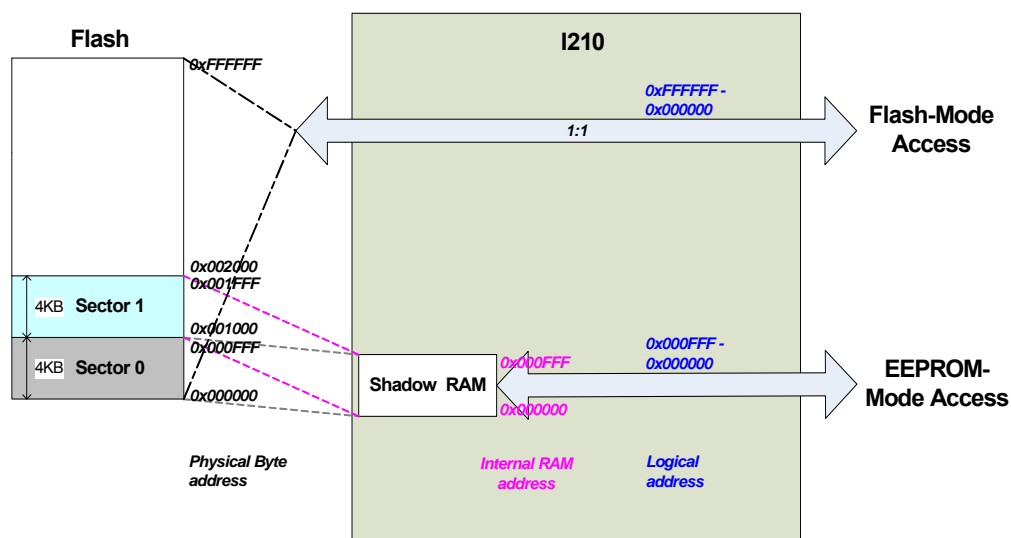 Flash
I210
0xFFFFFF
0xFFFFFF -
0x000000
1:1
Flash-Mode
Access
0x002000
0x001FFF
4KB
Sector 1
0x001000
0x000FFF
4KB
Sector 0
0x000000
Shadow RAM
0x000FFF
0x000000
0x000FFF -
0x000000
EEPROM-
Mode Access
Physical Byte
address
Internal RAM
address
Logical
address